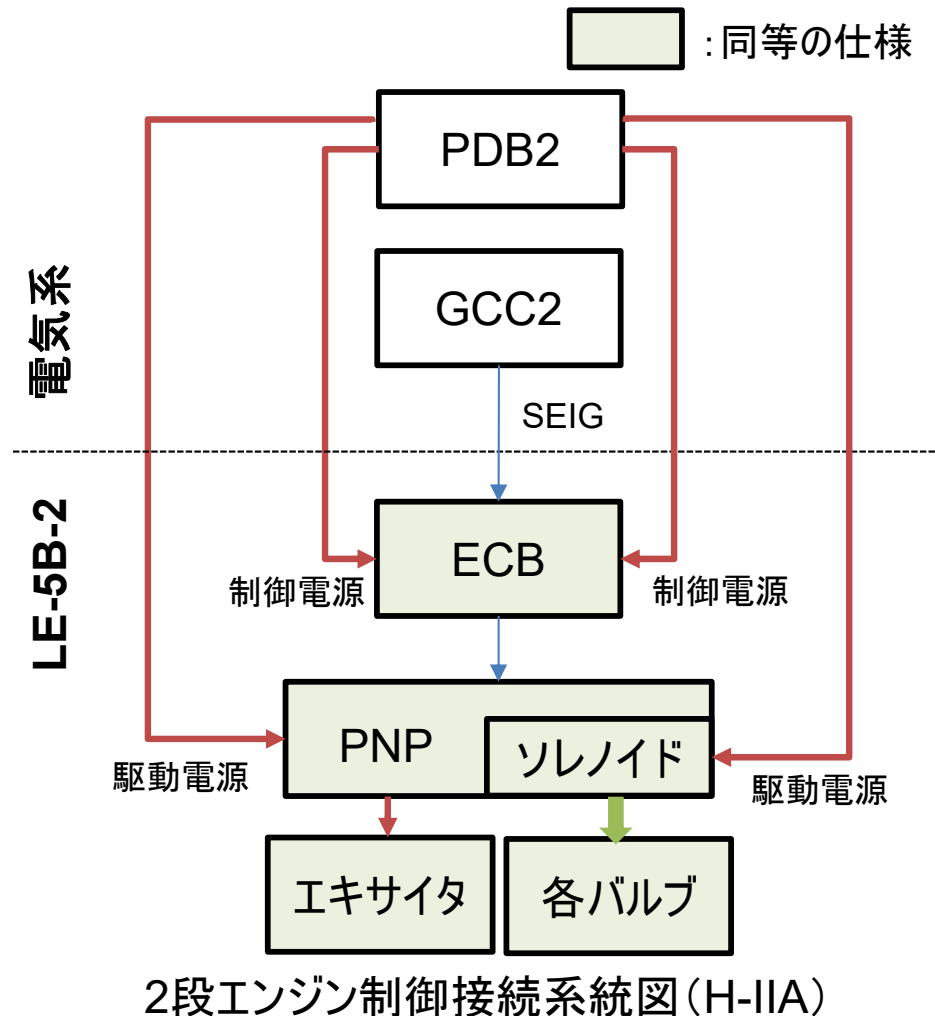 ：同等の仕様
PDB2
GCC2
電気系
SEIG
LE-5B-2
ECB
制御電源
制御電源
PNP
ソレノイド
駆動電源
駆動電源
エキサイタ
各バルブ
2段エンジン制御接続系統図（H-IIA）